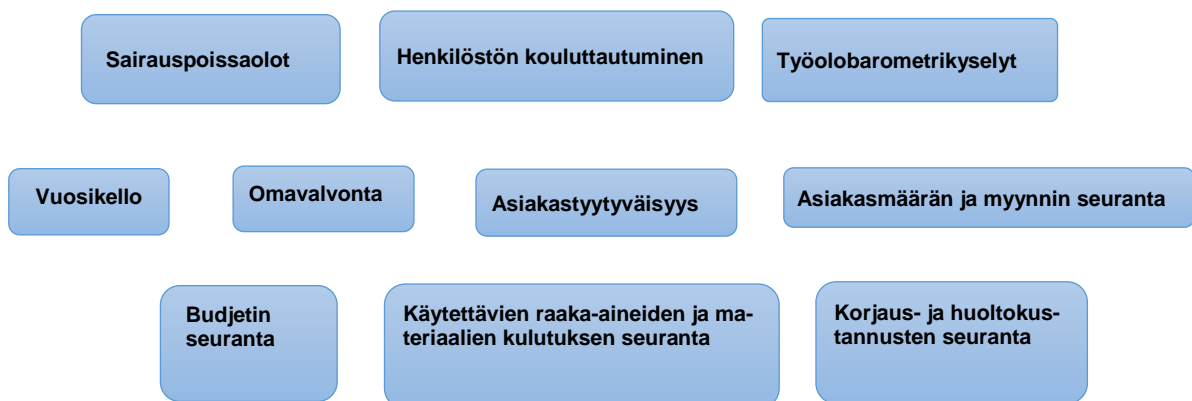 Sairauspoissaolot
Henkilöstön kouluttautuminen
Työolobarometrikyselyt
Vuosikello
Omavalvonta
Asiakastyytyväisyys
Asiakasmäärän ja myynnin seuranta
Budjetin
seuranta
Käytettävien raaka-aineiden ja ma-
teriaalien kulutuksen seuranta
Korjaus- ja huoltokus-
tannusten seuranta